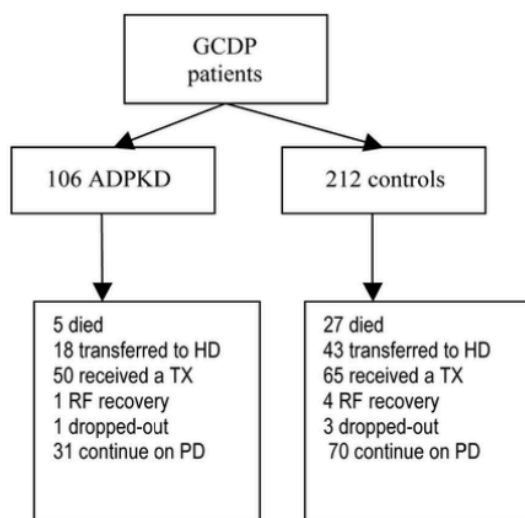 GCDP
patients
106 ADPKD
212 controls
5 died
18 transferred to HD
50 received a TX
1 RF recovery
1 dropped-out
31 continue on PD
27 died
43 transferred to HD
65 received a TX
4 RF recovery
3 dropped-out
70 continue on PD